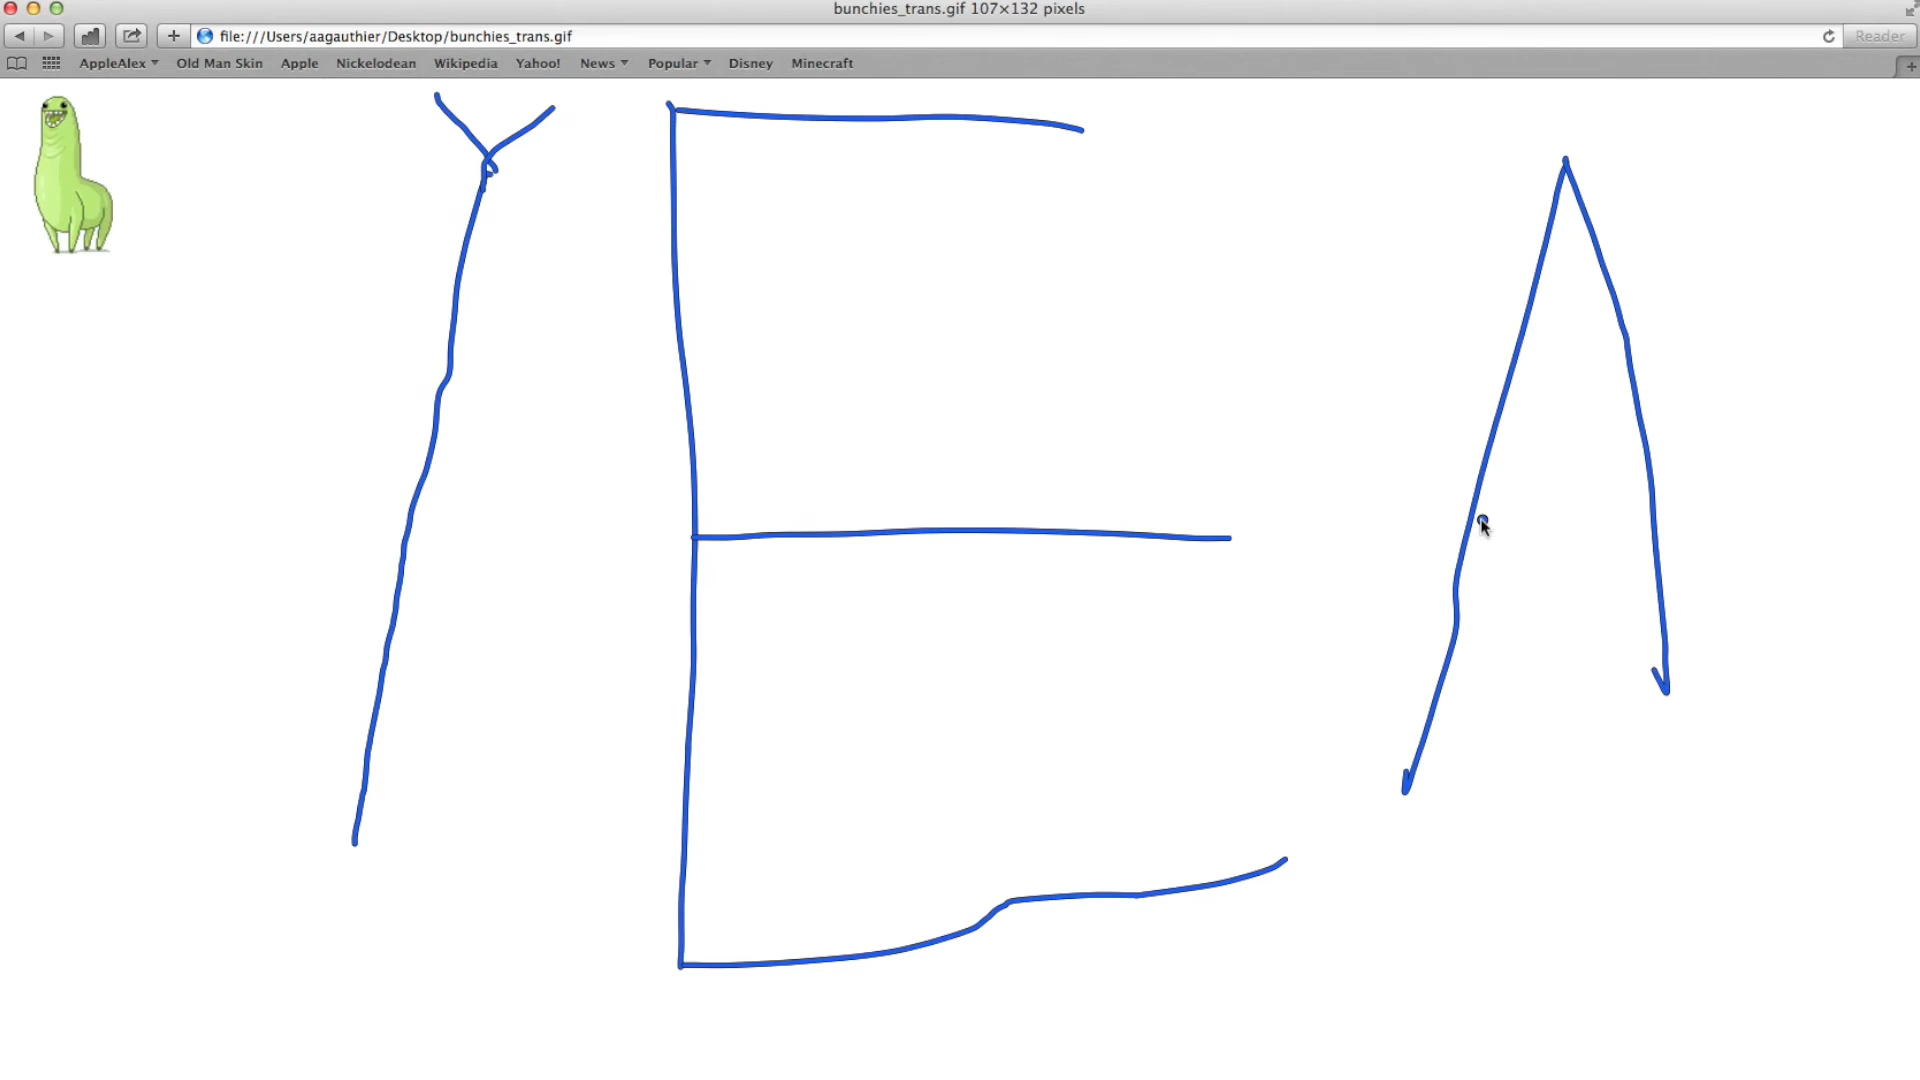 bunchies_trans.gif 107×132 pixels
file:///Users/aagauthier/Desktop/bunchies_trans.gif
Reader
AppleAlex Old Man Skin Apple Nickelodean Wikipedia Yahoo! News Popular Disney Minecraft
YEA